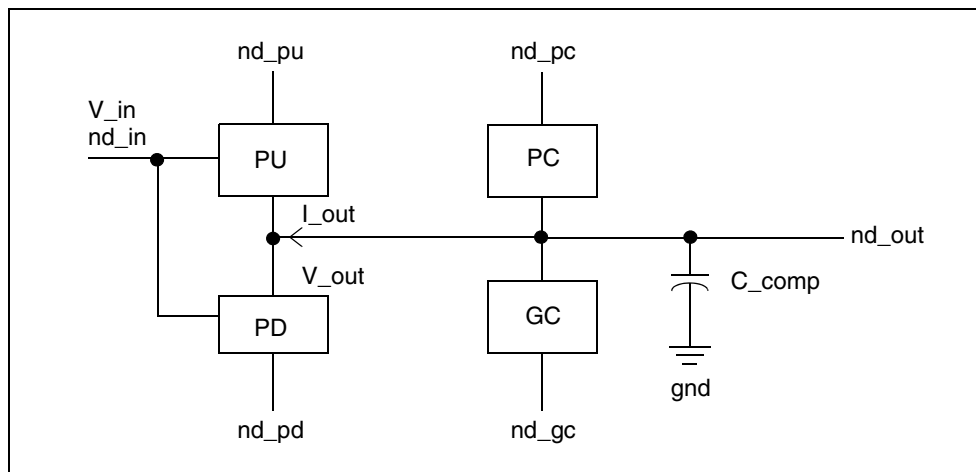 nd_pu
nd_pc
V_in
nd_in
PU
PC
I_out
nd_out
V_out
C_comp
PD
GC
gnd
nd_pd
nd_gc